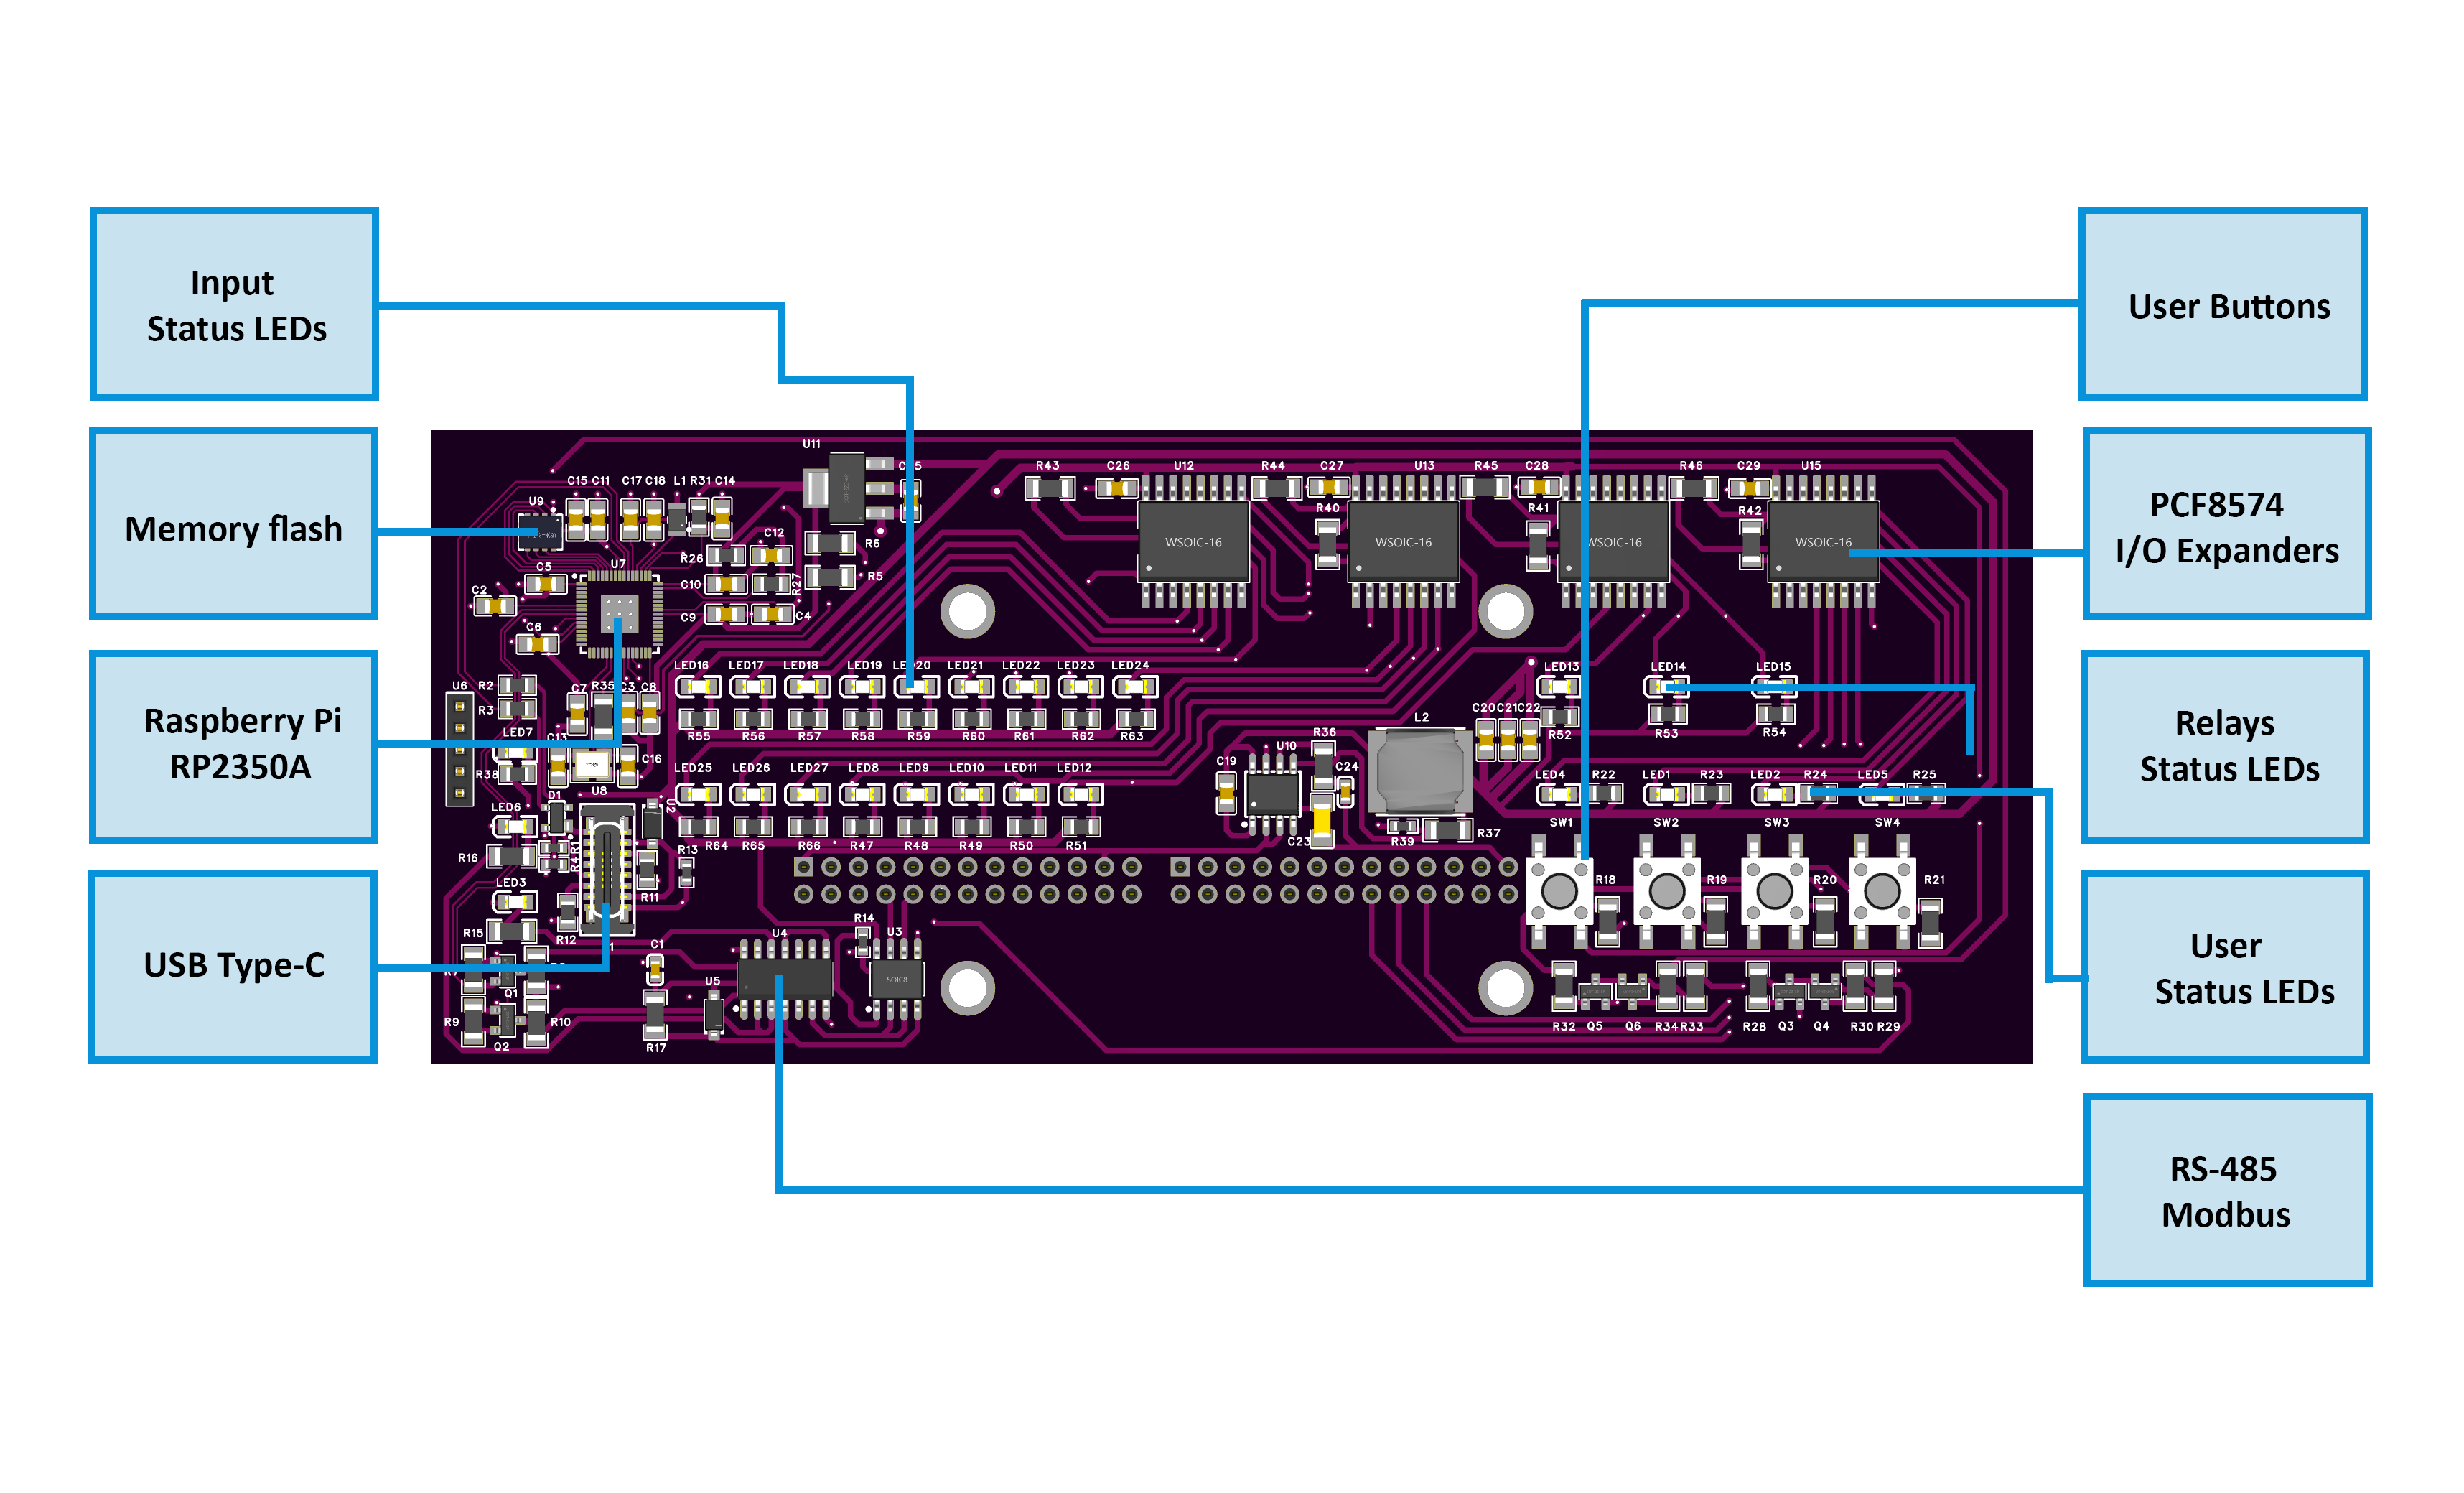 Input
Status LEDs
Memory flash
Raspberry Pi
RP2350A
USB Type-C
User Buttons
PCF8574
I/O Expanders
Relays
Status LEDs
User
Status LEDs
RS-485
Modbus
U11
R43 C26 U12 R44 C27 U13 R45 C28 R46 C29 U15
C15 C11 C17 C18 L1 R31 C14
U9
R42
R40
R41
WSOIC-16 WSOIC-16 WSOIC-16 WSOIC-16
C12
R6
R26
U7
C5
C10
R27
R5
C2
C9 C4
C6
LED16 LED17 LED18 LED19 LED20 LED21 LED22 LED23 LED24 LED13 LED14 LED15
U6 R2
R3
C7 R35 C3 C8
R55 R56 R57 R58 R59 R60 R61 R62 R63
L2
C20 C21 C22
R52 R53 R54
LED7
C13
C16
R38
R36
U10
C19
C24
LED25 LED26 LED27 LED8 LED9 LED10 LED11 LED12
LED4 R22 LED1 R23 LED2 R24 LED5 R25
U8
D1
U2
LED6
R64 R65 R66 R47 R48 R49 R50 R51
C23
R39
R37
SW1 SW2 SW3 SW4
R16
R1
R4
R13
LED3
R11
R18 R19 R20 R21
R15
R12
R14
U4 U3
C1
SOIC8
U5
Q1
R9
R10
Q2
R17
R32 Q5 Q6 R34 R33 R28 Q3 Q4 R30 R29